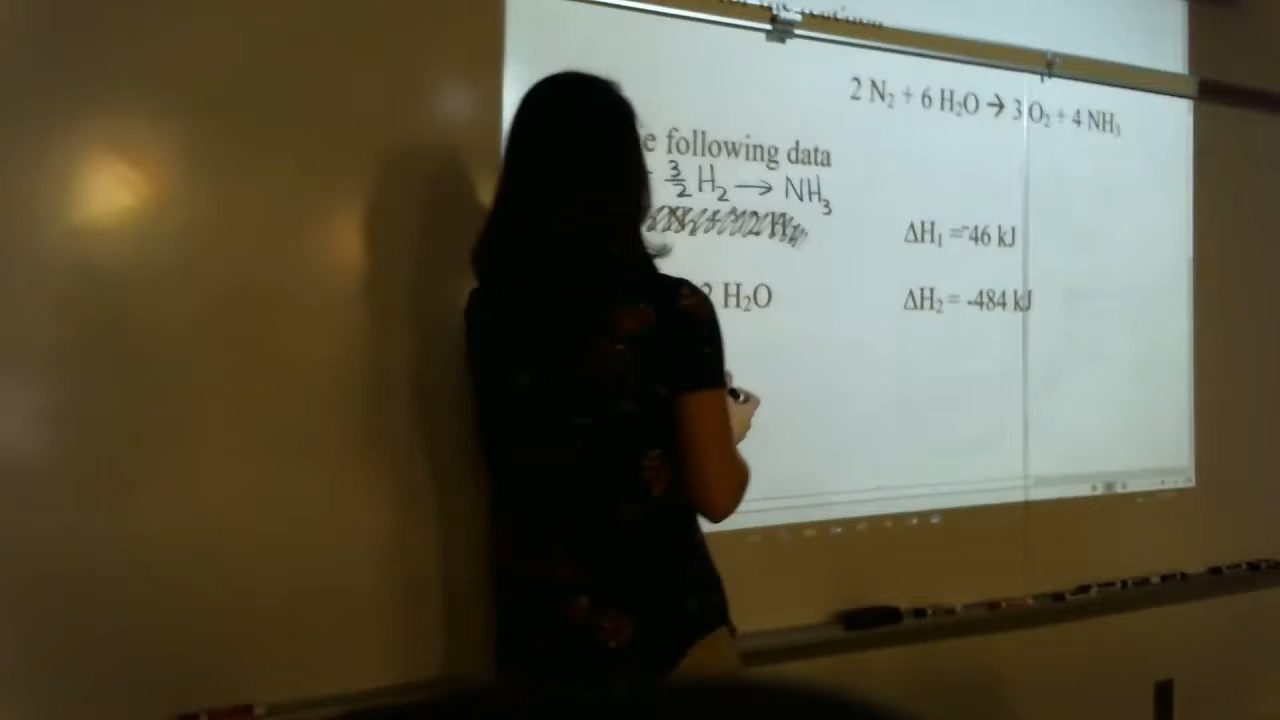 2 N₂ + 6 H₂O → 3 O₂ + 4 NH₃
following data
3/2 H₂ → NH₃
ΔH₁ = -46 kJ
2 H₂O
ΔH₂ = -484 kJ